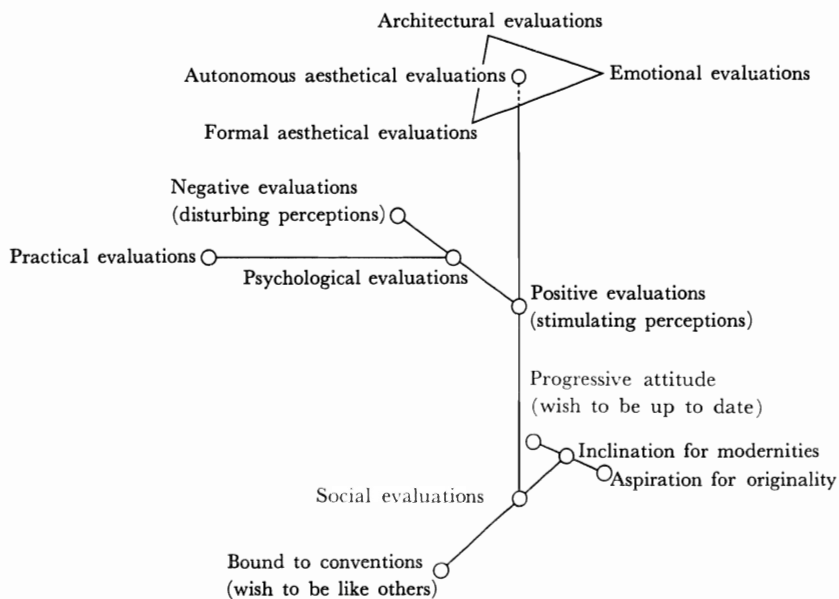 Architectural evaluations
Autonomous aesthetical evaluations
Emotional evaluations
Formal aesthetical evaluations
Negative evaluations
(disturbing perceptions)
Practical evaluations
Psychological evaluations
Positive evaluations
(stimulating perceptions)
Progressive attitude
(wish to be up to date)
Inclination for modernities
Aspiration for originality
Social evaluations
Bound to conventions
(wish to be like others)